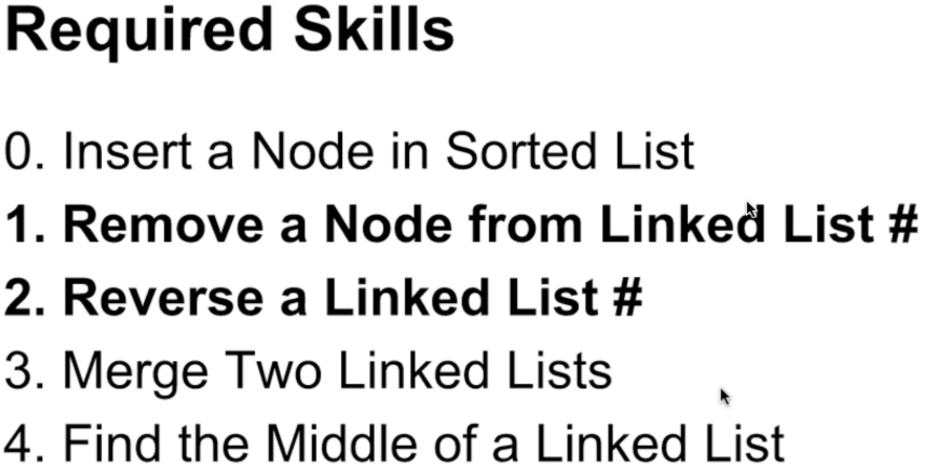 Required Skills
0. Insert a Node in Sorted List
1. Remove a Node from Linked List #
2. Reverse a Linked List #
3. Merge Two Linked Lists
4. Find the Middle of a Linked List